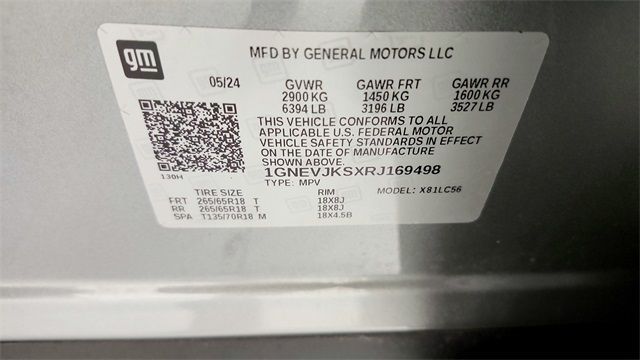 gm
MFD BY GENERAL MOTORS LLC
05/24 GVWR GAWR FRT GAWR RR
2900 KG 1450 KG 1600 KG
6394 LB 3196 LB 3527 LB
THIS VEHICLE CONFORMS TO ALL
APPLICABLE U.S. FEDERAL MOTOR
VEHICLE SAFETY STANDARDS IN EFFECT
ON THE DATE OF MANUFACTURE
SHOWN ABOVE.
130H 1GNEVJKSXRJ169498
TYPE: MPV MODEL: X81LC56
TIRE SIZE RIM
FRT 265/65R18 T 18X8J
RR 265/65R18 T 18X8J
SPA T135/70R18 M 18X4.5B